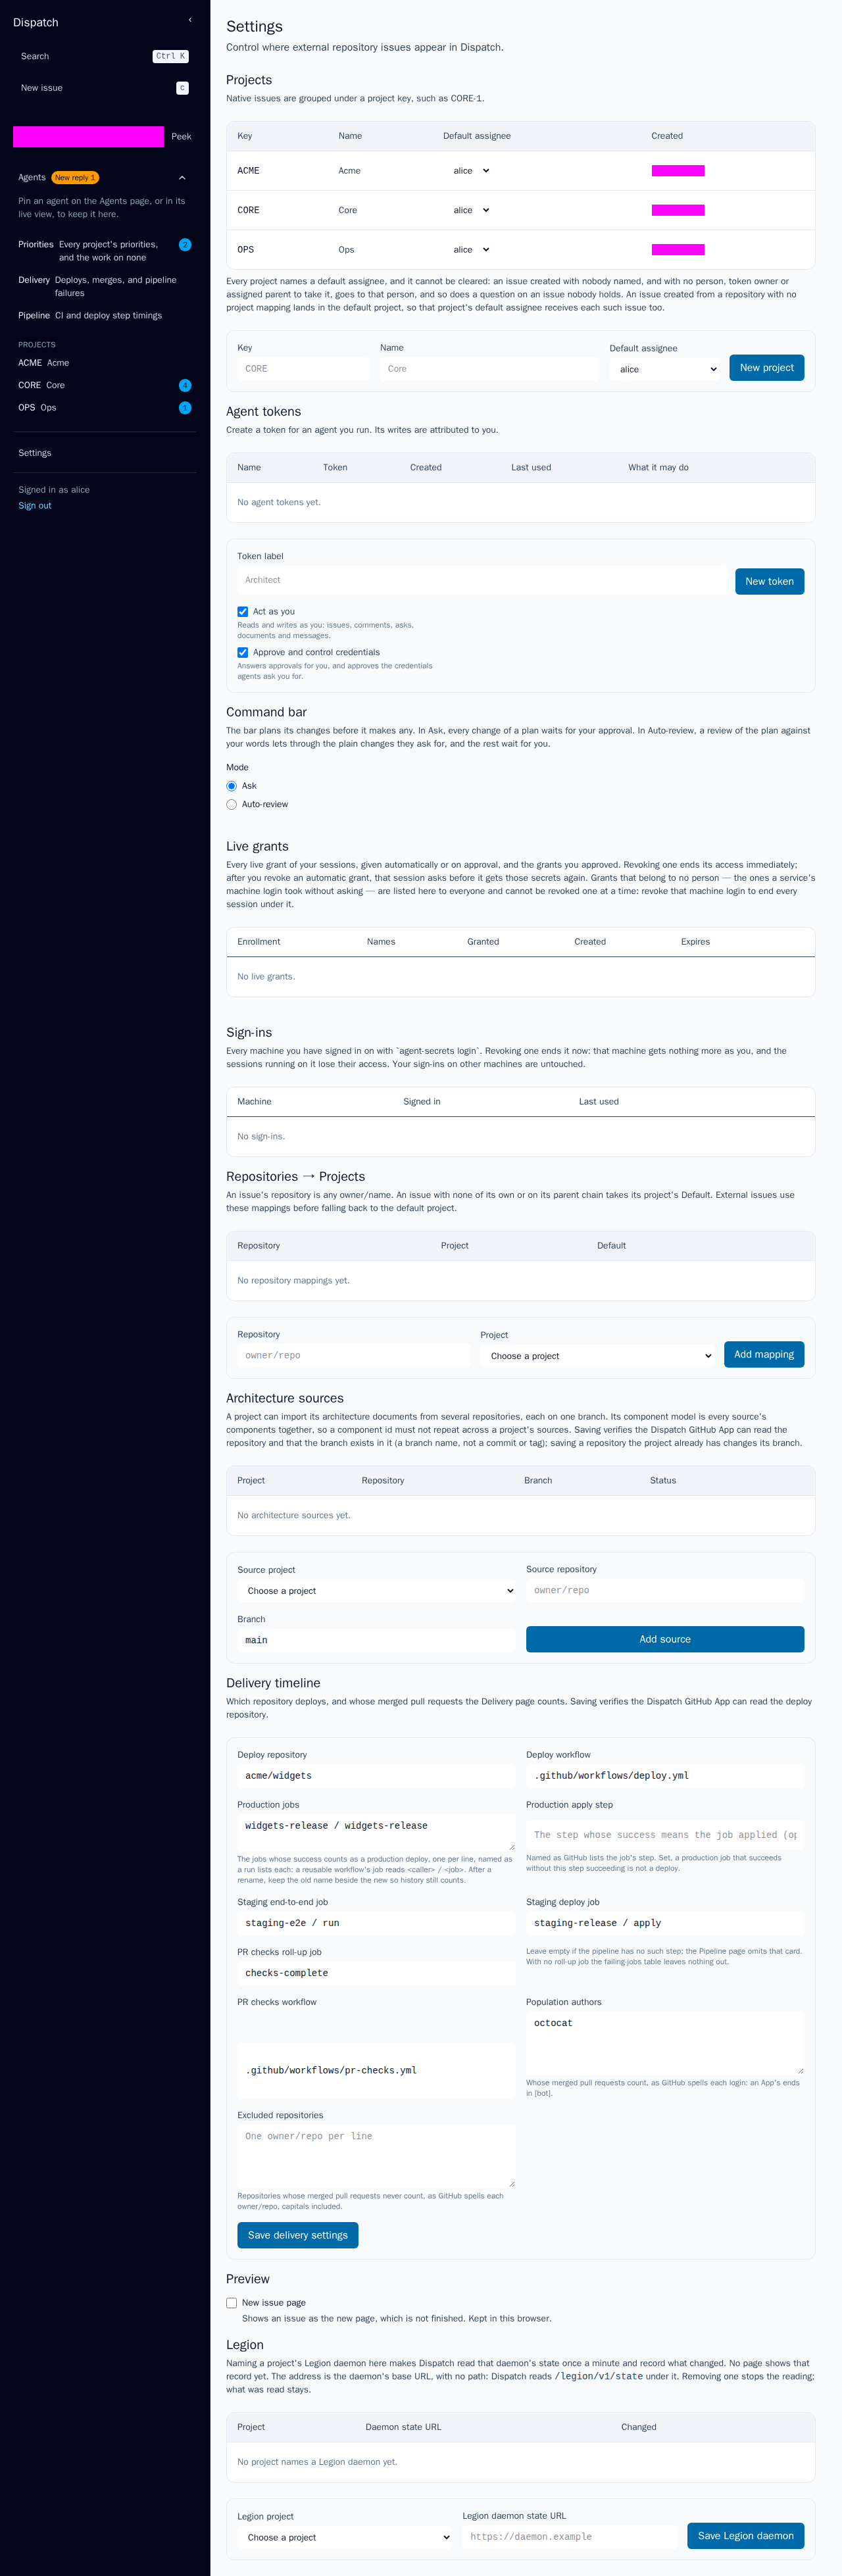 Dispatch
‹
Search
Ctrl K
New issue
C
Peek
Agents
New reply 1
Pin an agent on the Agents page, or in its
live view, to keep it here.
Priorities
Every project's priorities,
and the work on none
2
Delivery
Deploys, merges, and pipeline
failures
Pipeline
CI and deploy step timings
PROJECTS
ACME Acme
CORE Core
4
OPS Ops
1
Settings
Signed in as alice
Sign out
Settings
Control where external repository issues appear in Dispatch.
Projects
Native issues are grouped under a project key, such as CORE-1.
Key Name Default assignee Created
ACME Acme alice
CORE Core alice
OPS Ops alice
Every project names a default assignee, and it cannot be cleared: an issue created with nobody named, and with no person, token owner or
assigned parent to take it, goes to that person, and so does a question on an issue nobody holds. An issue created from a repository with no
project mapping lands in the default project, so that project's default assignee receives each such issue too.
Key Name Default assignee
CORE Core alice New project
Agent tokens
Create a token for an agent you run. Its writes are attributed to you.
Name Token Created Last used What it may do
No agent tokens yet.
Token label
Architect
New token
Act as you
Reads and writes as you: issues, comments, asks,
documents and messages.
Approve and control credentials
Answers approvals for you, and approves the credentials
agents ask you for.
Command bar
The bar plans its changes before it makes any. In Ask, every change of a plan waits for your approval. In Auto-review, a review of the plan against
your words lets through the plain changes they ask for, and the rest wait for you.
Mode
Ask
Auto-review
Live grants
Every live grant of your sessions, given automatically or on approval, and the grants you approved. Revoking one ends its access immediately;
after you revoke an automatic grant, that session asks before it gets those secrets again. Grants that belong to no person — the ones a service's
machine login took without asking — are listed here to everyone and cannot be revoked one at a time: revoke that machine login to end every
session under it.
Enrollment Names Granted Created Expires
No live grants.
Sign-ins
Every machine you have signed in on with `agent-secrets login`. Revoking one ends it now: that machine gets nothing more as you, and the
sessions running on it lose their access. Your sign-ins on other machines are untouched.
Machine Signed in Last used
No sign-ins.
Repositories → Projects
An issue's repository is any owner/name. An issue with none of its own or on its parent chain takes its project's Default. External issues use
these mappings before falling back to the default project.
Repository Project Default
No repository mappings yet.
Repository Project
owner/repo Choose a project Add mapping
Architecture sources
A project can import its architecture documents from several repositories, each on one branch. Its component model is every source's
components together, so a component id must not repeat across a project's sources. Saving verifies the Dispatch GitHub App can read the
repository and that the branch exists in it (a branch name, not a commit or tag); saving a repository the project already has changes its branch.
Project Repository Branch Status
No architecture sources yet.
Source project Source repository
Choose a project owner/repo
Branch
main Add source
Delivery timeline
Which repository deploys, and whose merged pull requests the Delivery page counts. Saving verifies the Dispatch GitHub App can read the deploy
repository.
Deploy repository Deploy workflow
acme/widgets .github/workflows/deploy.yml
Production jobs Production apply step
widgets-release / widgets-release
The step whose success means the job applied (op
The jobs whose success counts as a production deploy, one per line, named as
a run lists each: a reusable workflow's job reads <caller> / <job>. After a
rename, keep the old name beside the new so history still counts.
Named as GitHub lists the job's step. Set, a production job that succeeds
without this step succeeding is not a deploy.
Staging end-to-end job Staging deploy job
staging-e2e / run staging-release / apply
PR checks roll-up job
checks-complete
Leave empty if the pipeline has no such step; the Pipeline page omits that card.
With no roll-up job the failing-jobs table leaves nothing out.
PR checks workflow Population authors
.github/workflows/pr-checks.yml
octocat
Whose merged pull requests count, as GitHub spells each login: an App's ends
in [bot].
Excluded repositories
One owner/repo per line
Repositories whose merged pull requests never count, as GitHub spells each
owner/repo, capitals included.
Save delivery settings
Preview
New issue page
Shows an issue as the new page, which is not finished. Kept in this browser.
Legion
Naming a project's Legion daemon here makes Dispatch read that daemon's state once a minute and record what changed. No page shows that
record yet. The address is the daemon's base URL, with no path: Dispatch reads /legion/v1/state under it. Removing one stops the reading;
what was read stays.
Project Daemon state URL Changed
No project names a Legion daemon yet.
Legion project Legion daemon state URL
Choose a project https://daemon.example Save Legion daemon